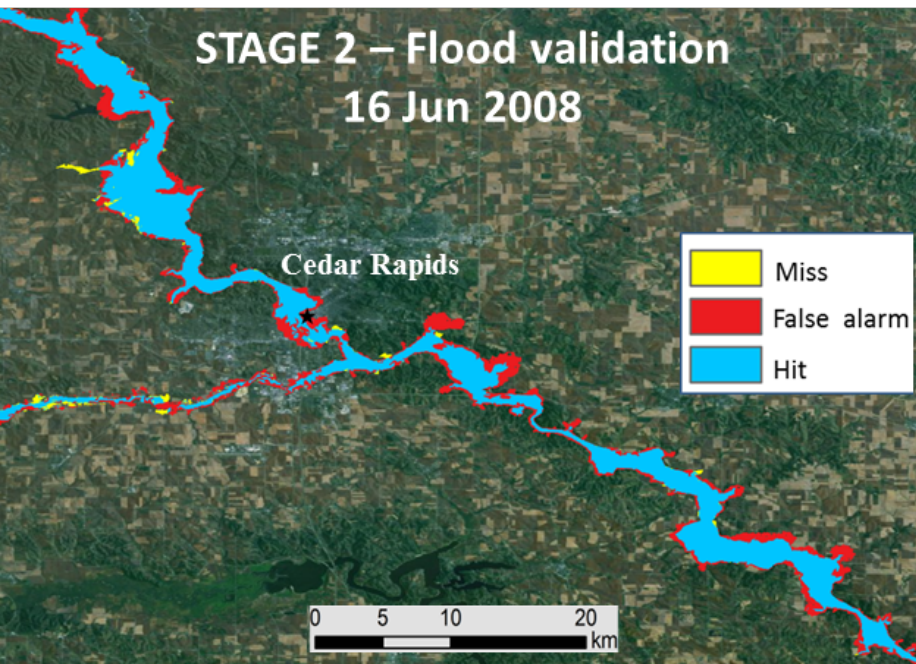 STAGE 2 – Flood validation
16 Jun 2008
Cedar Rapids
Miss
False alarm
Hit
0 5 10 20
km